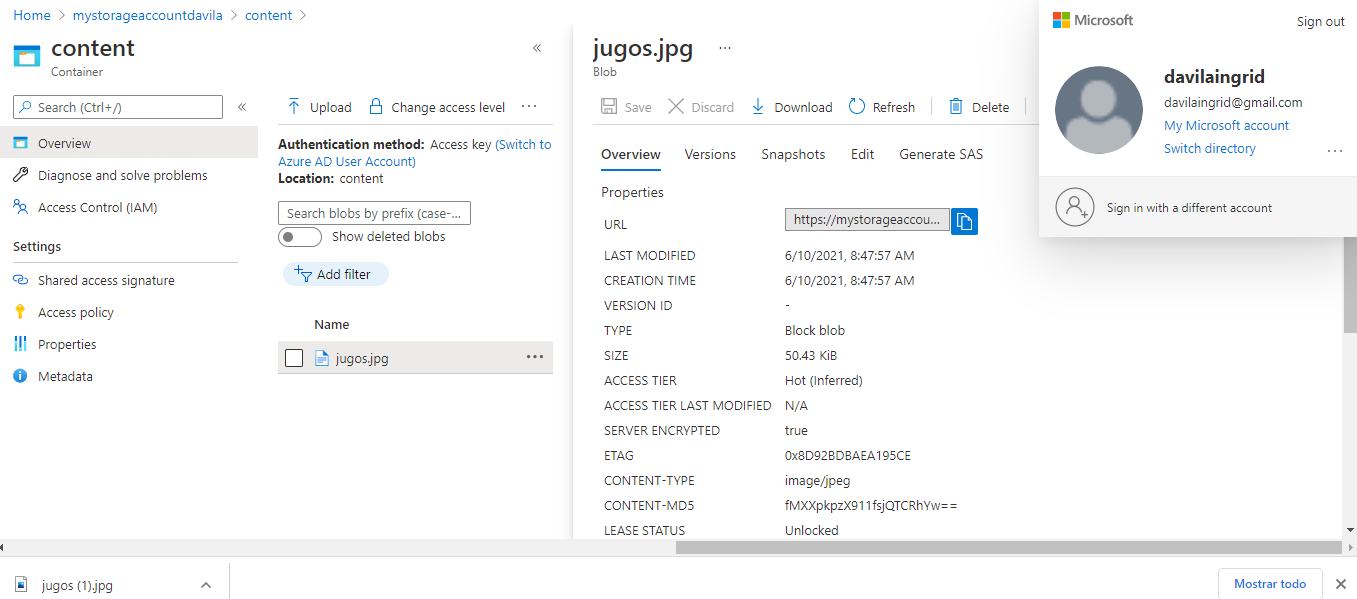 Home > mystorageaccountdavila > content >
content
Container
«
Search (Ctrl+/)
«
Overview
Diagnose and solve problems
Access Control (IAM)
Settings
Shared access signature
Access policy
Properties
Metadata
Upload Change access level ...
Authentication method: Access key (Switch to
Azure AD User Account)
Location: content
Search blobs by prefix (case-...
Show deleted blobs
Add filter
Name
jugos.jpg ...
jugos.jpg ...
Blob
Save Discard Download Refresh Delete
Overview Versions Snapshots Edit Generate SAS
Properties
URL https://mystorageaccou...
LAST MODIFIED 6/10/2021, 8:47:57 AM
CREATION TIME 6/10/2021, 8:47:57 AM
VERSION ID -
TYPE Block blob
SIZE 50.43 KiB
ACCESS TIER Hot (Inferred)
ACCESS TIER LAST MODIFIED N/A
SERVER ENCRYPTED true
ETAG 0x8D92BDBAEA195CE
CONTENT-TYPE image/jpeg
CONTENT-MD5 fMXXpkpzX911fsjQTCRhYw==
LEASE STATUS Unlocked
Microsoft Sign out
davilaingrid
davilaingrid@gmail.com
My Microsoft account
Switch directory ...
Sign in with a different account
jugos (1).jpg
Mostrar todo